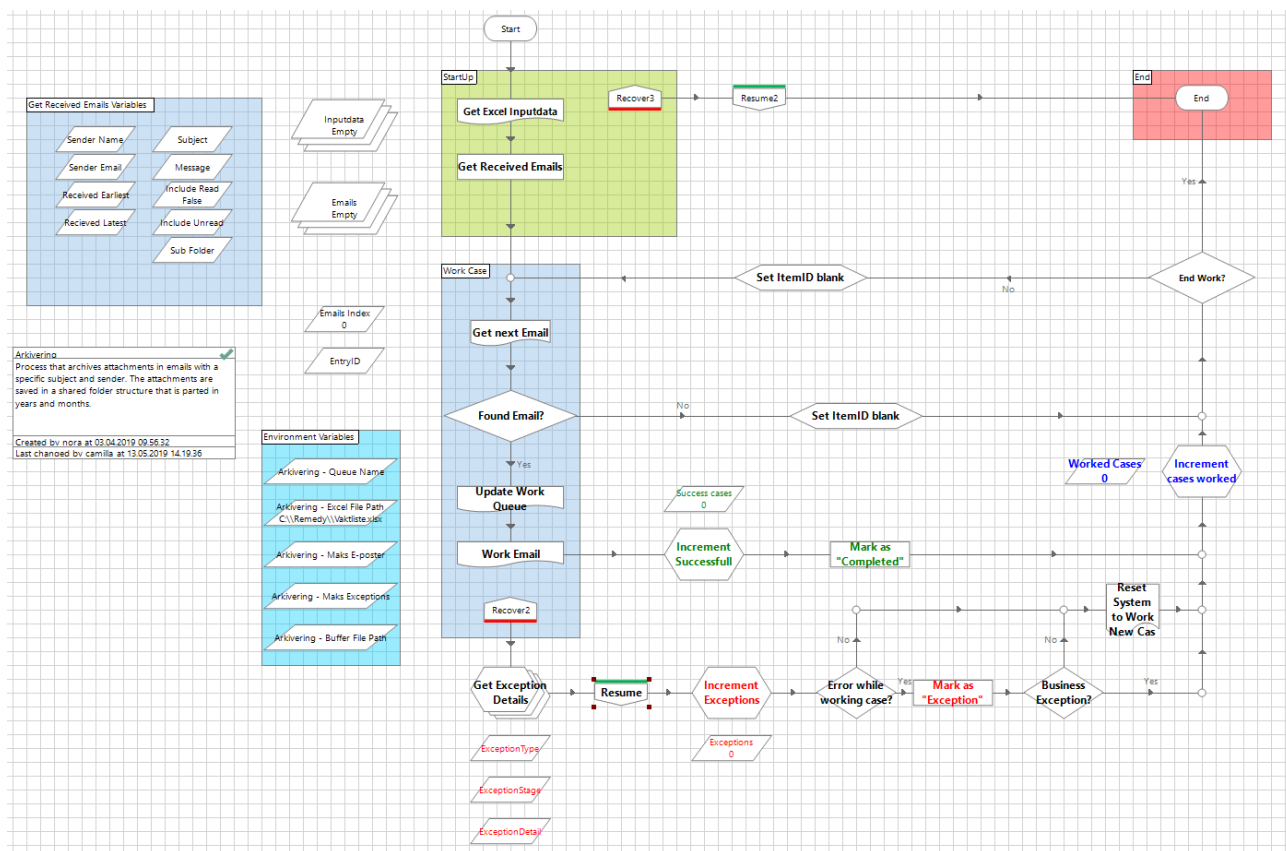 Start
StartUp
Get Excel Inputdata
Get Received Emails
Recover3
Resume2
End
End
Get Received Emails Variables
Sender Name
Subject
Sender Email
Message
Received Earliest
Include Read
False
Recieved Latest
Include Unread
Sub Folder
Inputdata
Empty
Emails
Empty
Yes
Work Case
Set ItemID blank
No
End Work?
Emails Index
0
EntryID
Get next Email
Arkivering
Process that archives attachments in emails with a
specific subject and sender. The attachments are
saved in a shared folder structure that is parted in
years and months.
Created by nora at 03.04.2019 09.56.32
Last changed by camilla at 13.05.2019 14.19.36
Found Email?
No
Set ItemID blank
Yes
Environment Variables
Arkivering - Queue Name
Arkivering - Excel File Path
C:\\Remedy\\Vaktliste.xlsx
Arkivering - Maks E-poster
Arkivering - Maks Exceptions
Arkivering - Buffer File Path
Worked Cases
0
Increment
cases worked
Update Work
Queue
Success cases
0
Work Email
Increment
Successfull
Mark as
"Completed"
Recover2
Reset
System
to Work
New Cas
No
No
Get Exception
Details
Resume
Increment
Exceptions
Error while
working case?
Yes
Mark as
"Exception"
Business
Exception?
Yes
ExceptionType
Exceptions
0
ExceptionStage
ExceptionDetail